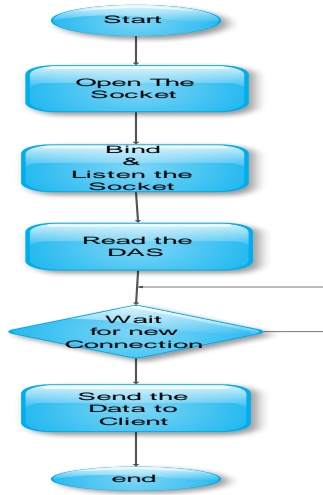 Start
Open The
Socket
Bind
&
Listen the
Socket
Read the
DAS
Wait
for new
Connection
Send the
Data to
Client
end